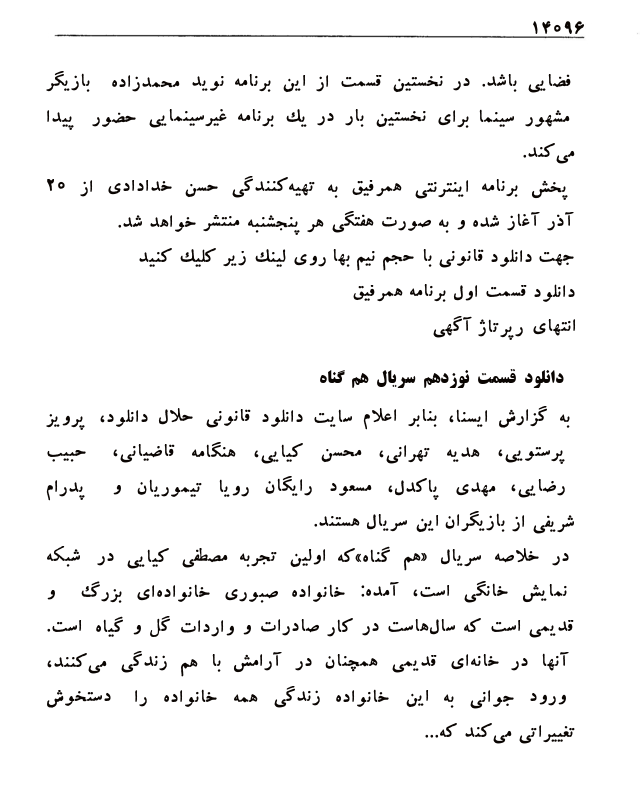 ۱۴۰۹۶
فضایی باشد. در نخستین قسمت از این برنامه نوید محمدزاده بازیگر
مشهور سینما برای نخستین بار در یك برنامه غیرسینمایی حضور پیدا
می‌کند.
پخش برنامه اینترنتی همرفیق به تهیه‌کنندگی حسن خدادادی از ۲۰
آذر آغاز شده و به صورت هفتگی هر پنجشنبه منتشر خواهد شد.
جهت دانلود قانونی با حجم نیم بها روی لینك زیر كلیك کنید
دانلود قسمت اول برنامه همرفیق
انتهای رپرتاژ آگهی
دانلود قسمت نوزدهم سریال هم گناه
به گزارش ایسنا، بنابر اعلام سایت دانلود قانونی حلال دانلود، پرویز
پرستویی، هدیه تهرانی، محسن کیایی، هنگامه قاضیانی، حبیب
رضایی، مهدی پاکدل، مسعود رایگان رویا تیموریان و پدرام
شریفی از بازیگران این سریال هستند.
در خلاصه سریال «هم گناه»که اولین تجربه مصطفی کیایی در شبکه
نمایش خانگی است، آمده: خانواده صبوری خانواده‌ای بزرگ و
قدیمی است که سال‌هاست در کار صادرات و واردات گل و گیاه است.
آنها در خانه‌ای قدیمی همچنان در آرامش با هم زندگی می‌کنند،
ورود جوانی به این خانواده زندگی همه خانواده را دستخوش
تغییراتی می‌کند که...